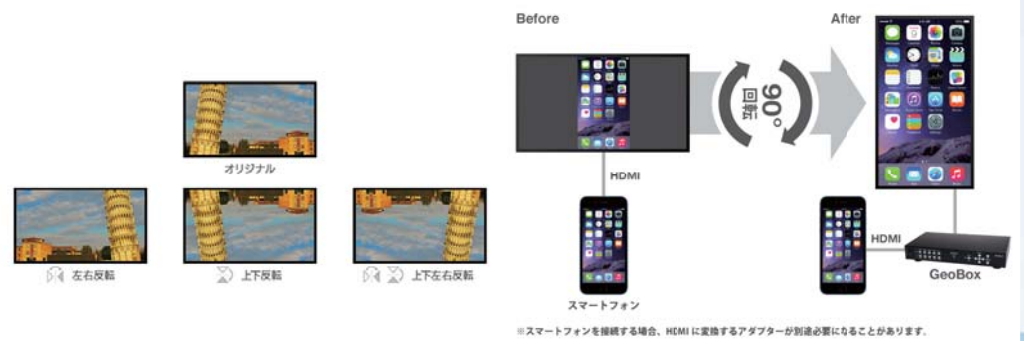 オリジナル
左右反転
上下反転
上下左右反転
Before
After
90°
回転
HDMI
スマートフォン
HDMI
GeoBox
※スマートフォンを接続する場合、HDMIに変換するアダプターが別途必要になることがあります。